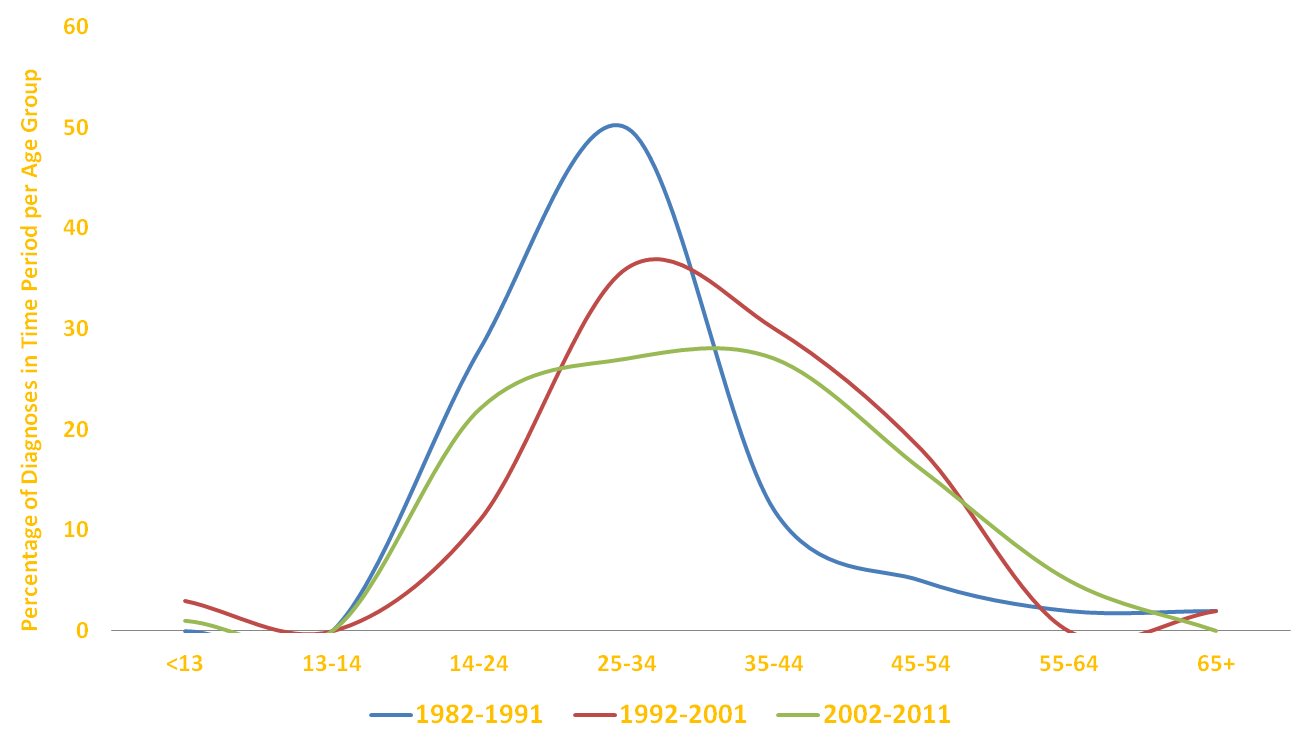 Percentage of Diagnoses in Time Period per Age Group
60
50
40
30
20
10
0
<13 13-14 14-24 25-34 35-44 45-54 55-64 65+
1982-1991 1992-2001 2002-2011